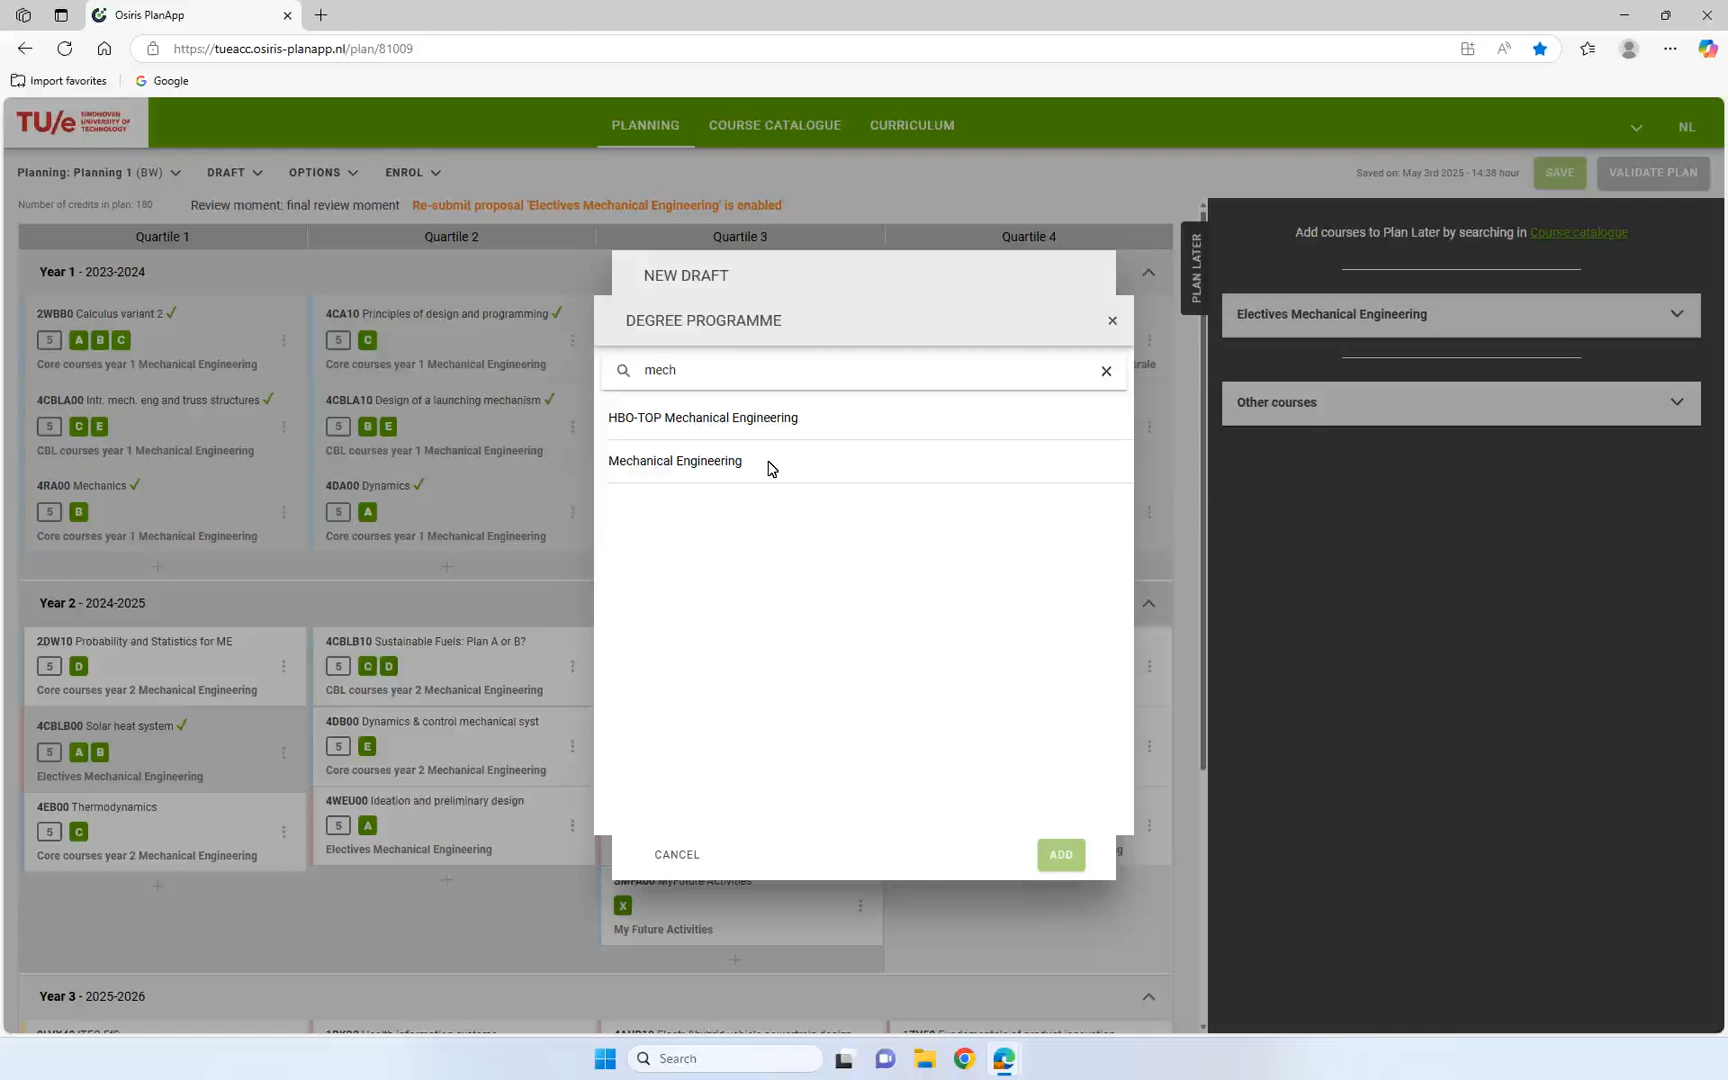 Osiris PlanApp
https://tueacc.osiris-planapp.nl/plan/81009
Import favorites
Google
TU/e EINDHOVEN UNIVERSITY OF TECHNOLOGY
PLANNING
COURSE CATALOGUE
CURRICULUM
NL
Planning: Planning 1 (BW)
DRAFT
OPTIONS
ENROL
Saved on: May 3rd 2025 - 14:38 hour
SAVE
VALIDATE PLAN
Number of credits in plan: 180
Review moment: final review moment
Re-submit proposal 'Electives Mechanical Engineering' is enabled
Quartile 1
Quartile 2
Quartile 3
Quartile 4
Year 1 - 2023-2024
2WBB0 Calculus variant 2
5 A B C
Core courses year 1 Mechanical Engineering
4CA10 Principles of design and programming
5 C
Core courses year 1 Mechanical Engineering
4CBLA00 Intr. mech. eng and truss structures
5 C E
CBL courses year 1 Mechanical Engineering
4CBLA10 Design of a launching mechanism
5 B E
CBL courses year 1 Mechanical Engineering
4RA00 Mechanics
5 B
Core courses year 1 Mechanical Engineering
4DA00 Dynamics
5 A
Core courses year 1 Mechanical Engineering
Year 2 - 2024-2025
2DW10 Probability and Statistics for ME
5 D
Core courses year 2 Mechanical Engineering
4CBLB10 Sustainable Fuels: Plan A or B?
5 C D
CBL courses year 2 Mechanical Engineering
4CBLB00 Solar heat system
5 A B
Electives Mechanical Engineering
4DB00 Dynamics & control mechanical syst
5 E
Core courses year 2 Mechanical Engineering
4EB00 Thermodynamics
5 C
Core courses year 2 Mechanical Engineering
4WEU00 Ideation and preliminary design
5 A
Electives Mechanical Engineering
SMFA00 MyFuture Activities
X
My Future Activities
Year 3 - 2025-2026
NEW DRAFT
DEGREE PROGRAMME
mech
HBO-TOP Mechanical Engineering
Mechanical Engineering
CANCEL
ADD
PLAN LATER
Add courses to Plan Later by searching in Course catalogue
Electives Mechanical Engineering
Other courses
Search